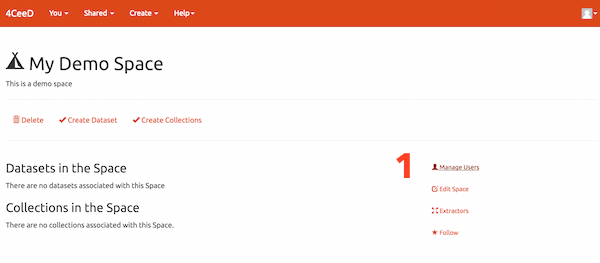 4CeeD You Shared Create Help
My Demo Space
This is a demo space
Delete Create Dataset Create Collections
Datasets in the Space
There are no datasets associated with this Space
Collections in the Space
There are no collections associated with this Space.
1
Manage Users
Edit Space
Extractors
Follow